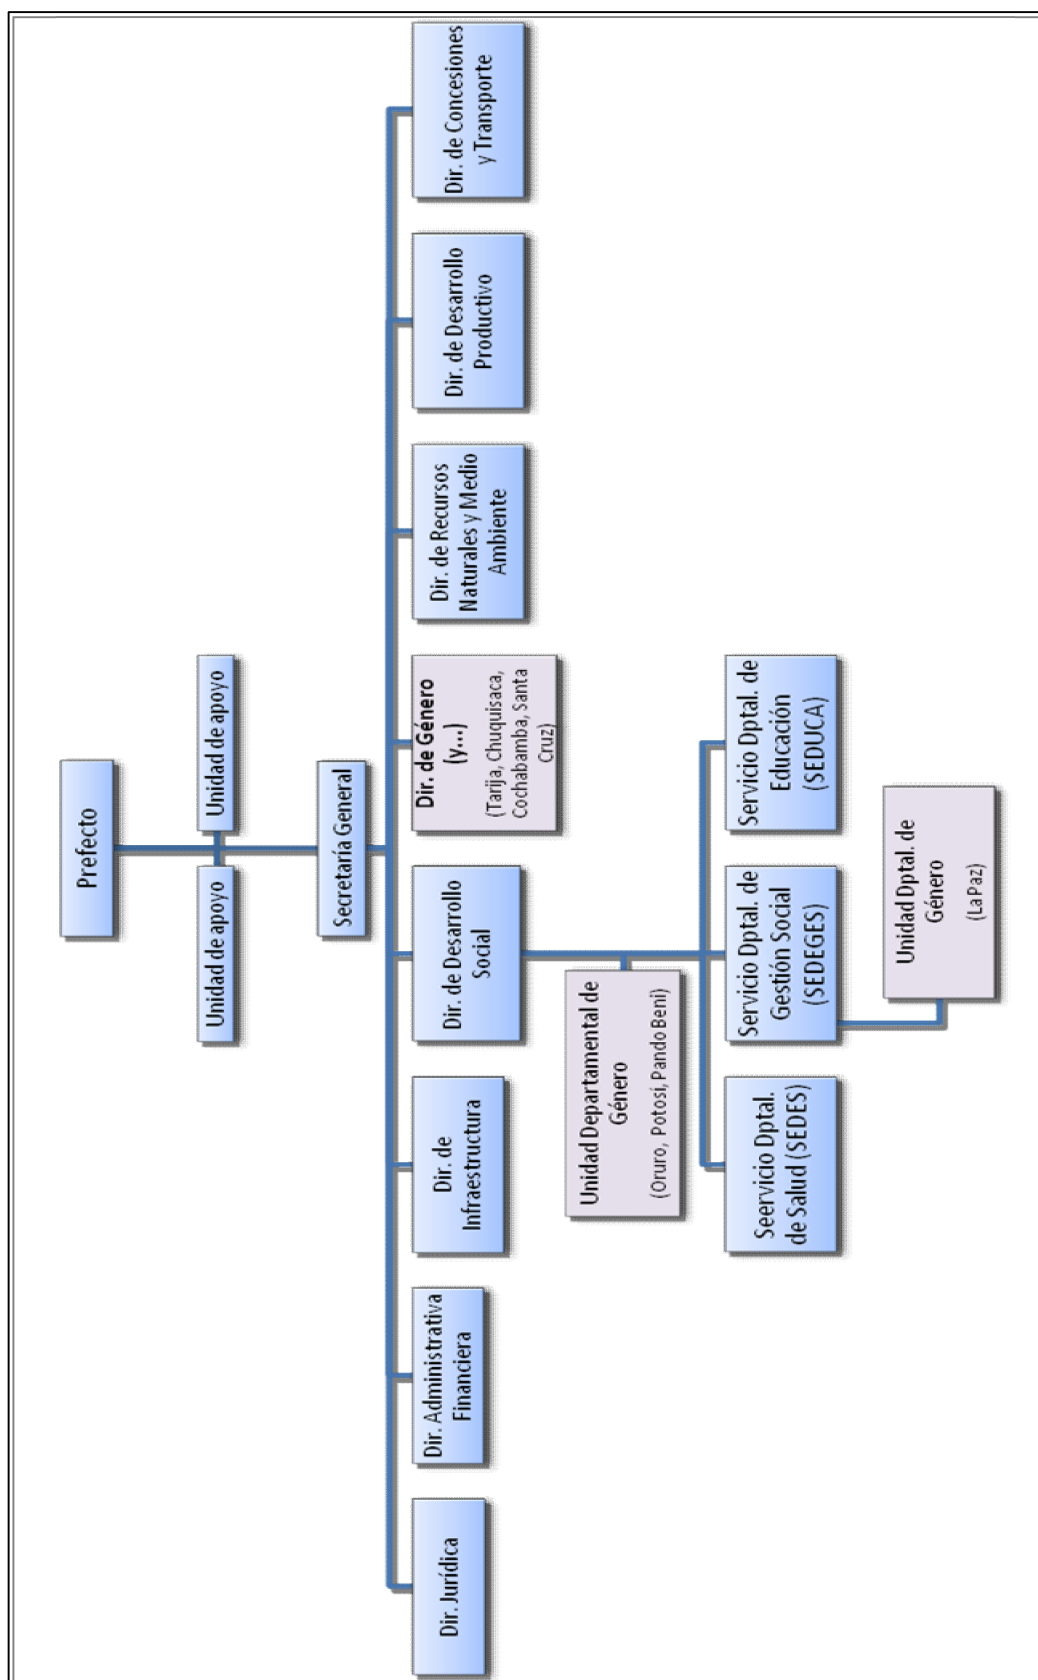 Prefecto
Unidad de apoyo
Unidad de apoyo
Secretaría General
Dir. Jurídica
Dir. Administrativa
Financiera
Dir. de
Infraestructura
Dir. de Desarrollo
Social
Dir. de Género
(y...)
(Tarija, Chuquisaca,
Cochabamba, Santa
Cruz)
Dir. de Recursos
Naturales y Medio
Ambiente
Dir. de Desarrollo
Productivo
Dir. de Concesiones
y Transporte
Unidad Departamental de
Género
(Oruro, Potosí, Pando Beni)
Seervicio Dptal.
de Salud (SEDES)
Servicio Dptal. de
Gestión Social
(SEDEGES)
Servicio Dptal. de
Educación
(SEDUCA)
Unidad Dptal. de
Género
(La Paz)